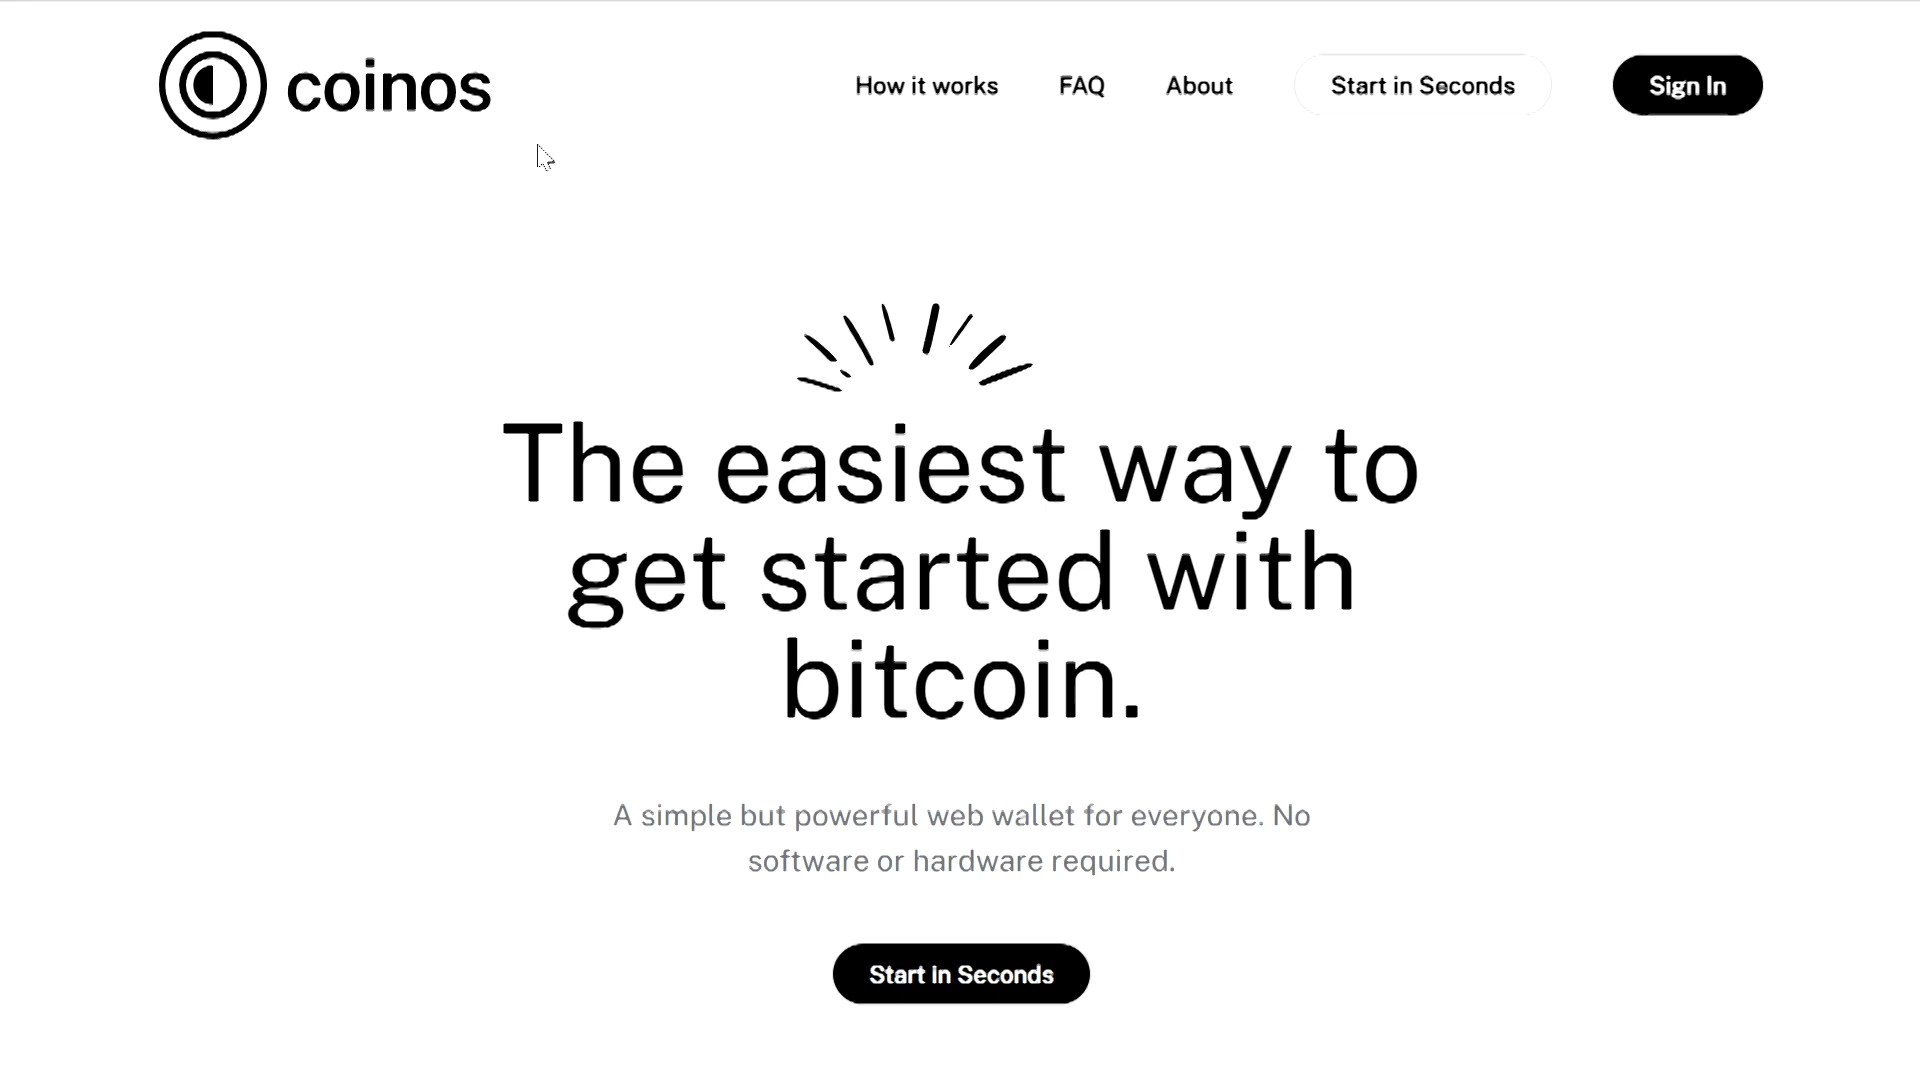 coinos
How it works
FAQ
About
Start in Seconds
Sign In
The easiest way to
get started with
bitcoin.
A simple but powerful web wallet for everyone. No
software or hardware required.
Start in Seconds